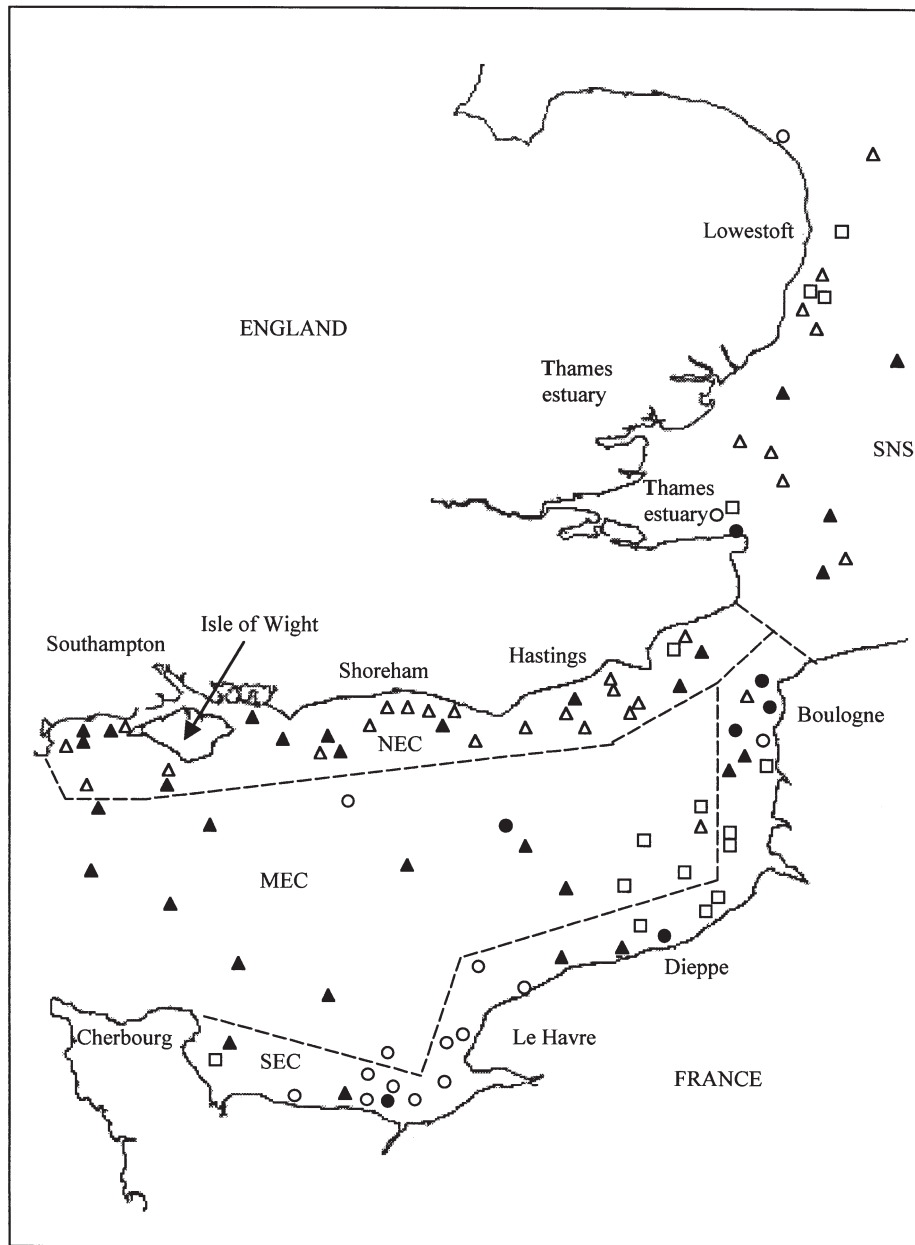 Lowestoft
ENGLAND
Thames
estuary
SNS
Thames
estuary
Isle of Wight
Southampton
Hastings
Shoreham
Boulogne
NEC
MEC
Dieppe
Cherbourg
Le Havre
SEC
FRANCE